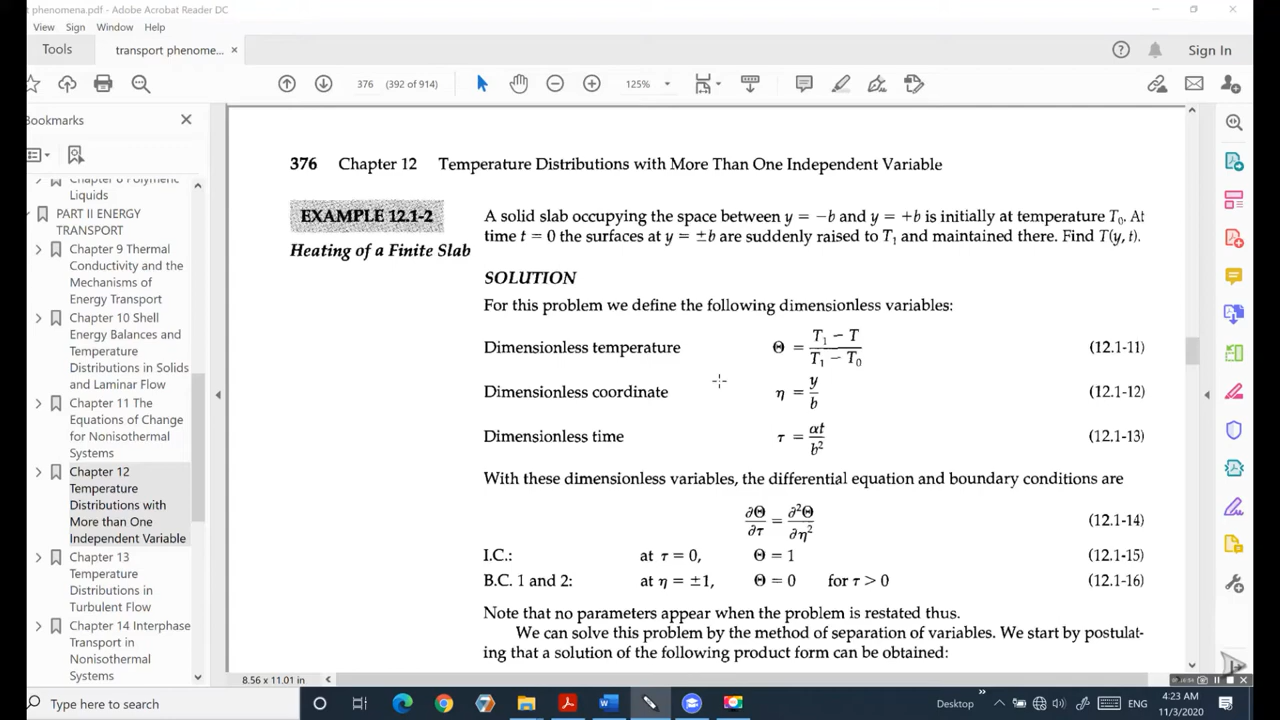 t phenomena.pdf - Adobe Acrobat Reader DC
View Sign Window Help
Tools transport phenome... ×
? Sign In
376 (392 of 914) 125%
Bookmarks
Chapter 8 Polymeric
Liquids
PART II ENERGY
TRANSPORT
Chapter 9 Thermal
Conductivity and the
Mechanisms of
Energy Transport
Chapter 10 Shell
Energy Balances and
Temperature
Distributions in Solids
and Laminar Flow
Chapter 11 The
Equations of Change
for Nonisothermal
Systems
Chapter 12
Temperature
Distributions with
More than One
Independent Variable
Chapter 13
Temperature
Distributions in
Turbulent Flow
Chapter 14 Interphase
Transport in
Nonisothermal
Systems
376 Chapter 12 Temperature Distributions with More Than One Independent Variable
EXAMPLE 12.1-2
Heating of a Finite Slab
A solid slab occupying the space between y = −b and y = +b is initially at temperature T₀. At
time t = 0 the surfaces at y = ±b are suddenly raised to T₁ and maintained there. Find T(y, t).
SOLUTION
For this problem we define the following dimensionless variables:
Dimensionless temperature Θ = (T₁ − T)/(T₁ − T₀) (12.1-11)
Dimensionless coordinate η = y/b (12.1-12)
Dimensionless time τ = αt/b² (12.1-13)
With these dimensionless variables, the differential equation and boundary conditions are
∂Θ/∂τ = ∂²Θ/∂η² (12.1-14)
I.C.: at τ = 0, Θ = 1 (12.1-15)
B.C. 1 and 2: at η = ±1, Θ = 0 for τ > 0 (12.1-16)
Note that no parameters appear when the problem is restated thus.
We can solve this problem by the method of separation of variables. We start by postulat-
ing that a solution of the following product form can be obtained:
8.56 x 11.01 in
Type here to search
Desktop ENG
4:23 AM
11/3/2020